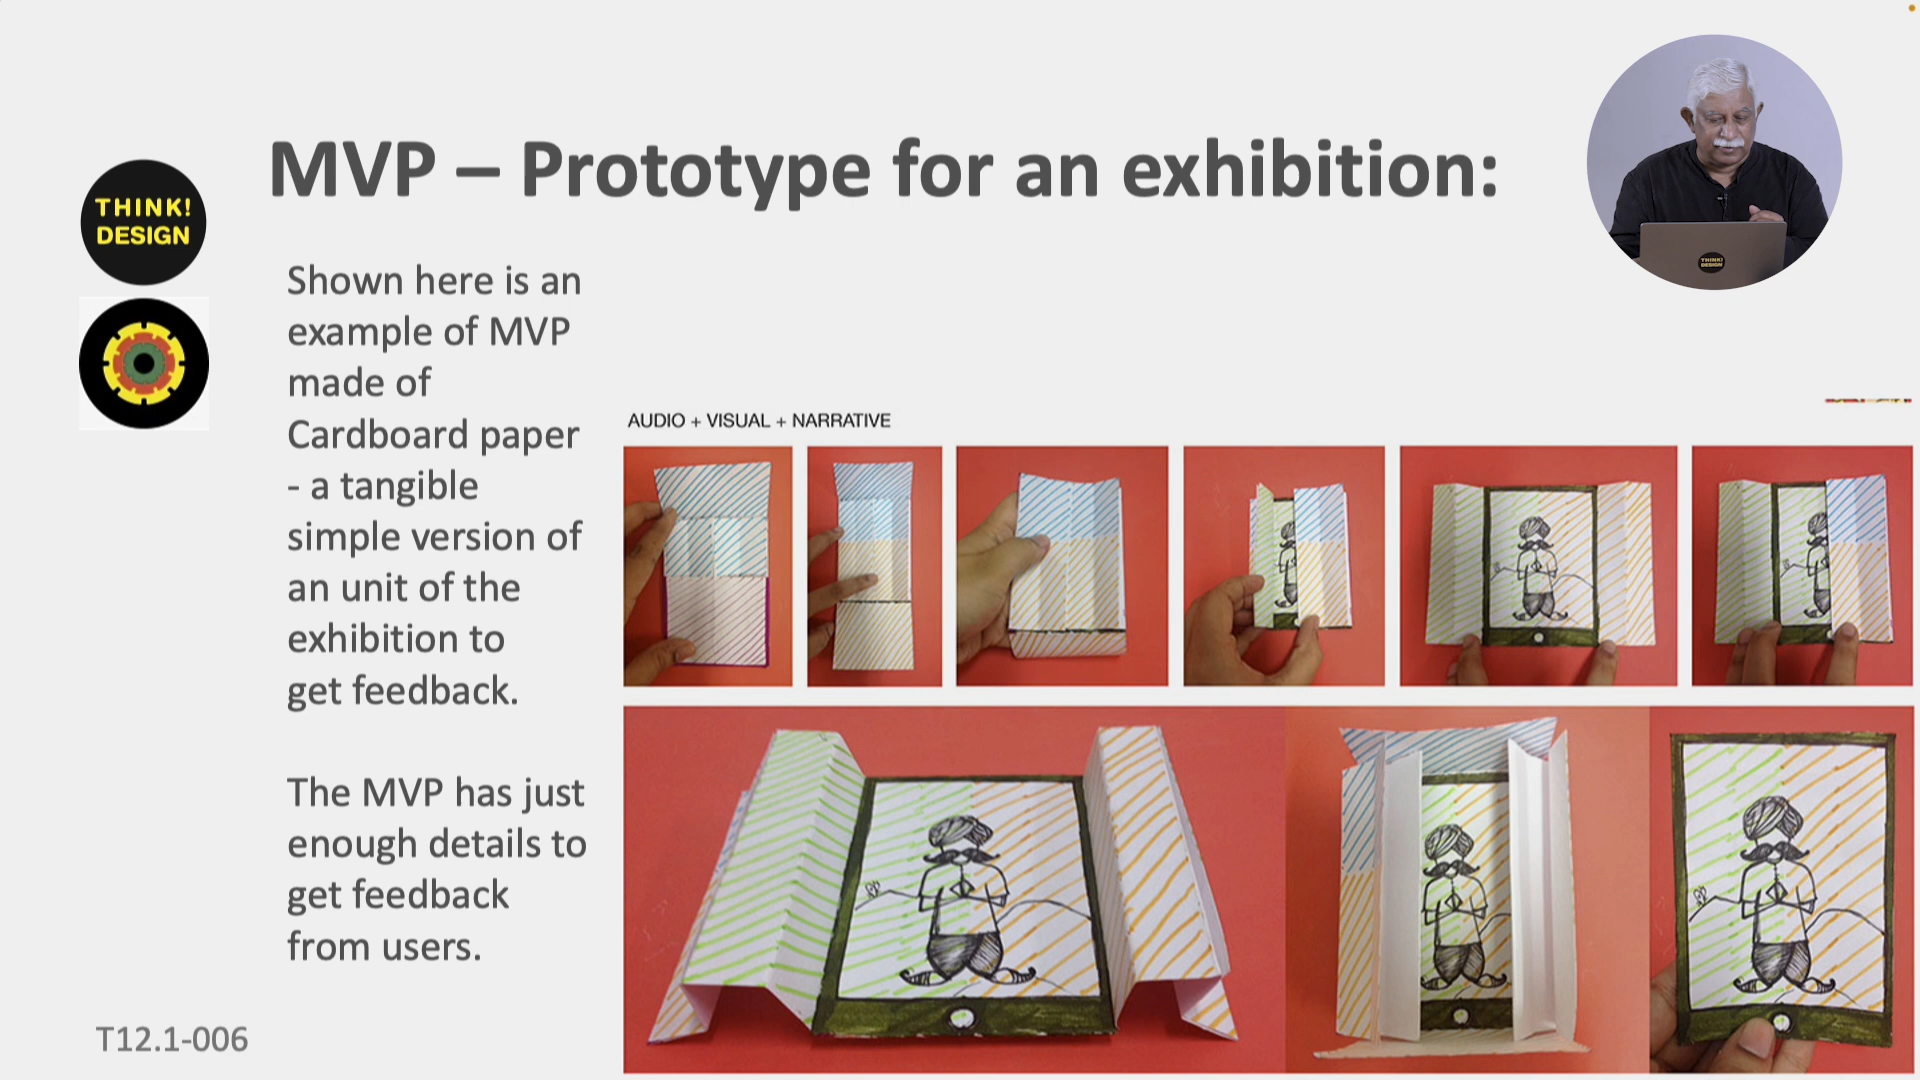 MVP – Prototype for an exhibition:
THINK!
DESIGN
Shown here is an
example of MVP
made of
Cardboard paper
- a tangible
simple version of
an unit of the
exhibition to
get feedback.
The MVP has just
enough details to
get feedback
from users.
AUDIO + VISUAL + NARRATIVE
THINK!
DESIGN
T12.1-006